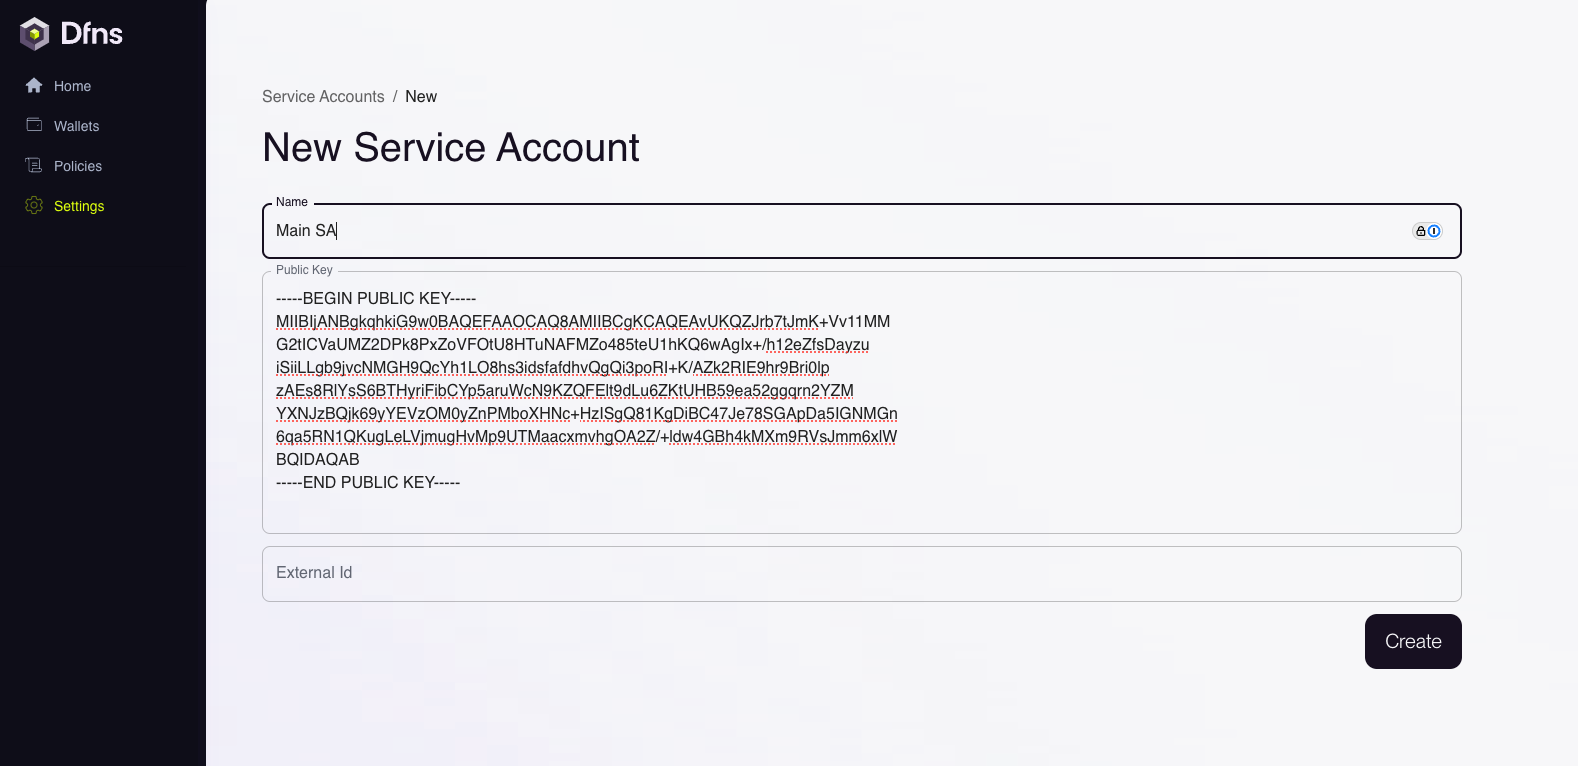 Dfns
Home
Wallets
Policies
Settings
Service Accounts / New
New Service Account
Name
Main SA
Public Key
-----BEGIN PUBLIC KEY-----
MIIBIjANBgkqhkiG9w0BAQEFAAOCAQ8AMIIBCgKCAQEAvUKQZJrb7tJmK+Vv11MM
G2tICVaUMZ2DPk8PxZoVFOtU8HTuNAFMZo485teU1hKQ6wAgIx+/h12eZfsDayzu
iSiiLLgb9jvcNMGH9QcYh1LO8hs3idsfafdhvQgQi3poRI+K/AZk2RIE9hr9Bri0lp
zAEs8RlYsS6BTHyriFibCYp5aruWcN9KZQFElt9dLu6ZKtUHB59ea52ggqrn2YZM
YXNJzBQjk69yYEVzOM0yZnPMboXHNc+HzISgQ81KgDiBC47Je78SGApDa5IGNMGn
6qa5RN1QKugLeLVjmugHvMp9UTMaacxmvhgOA2Z/+ldw4GBh4kMXm9RVsJmm6xlW
BQIDAQAB
-----END PUBLIC KEY-----
External Id
Create